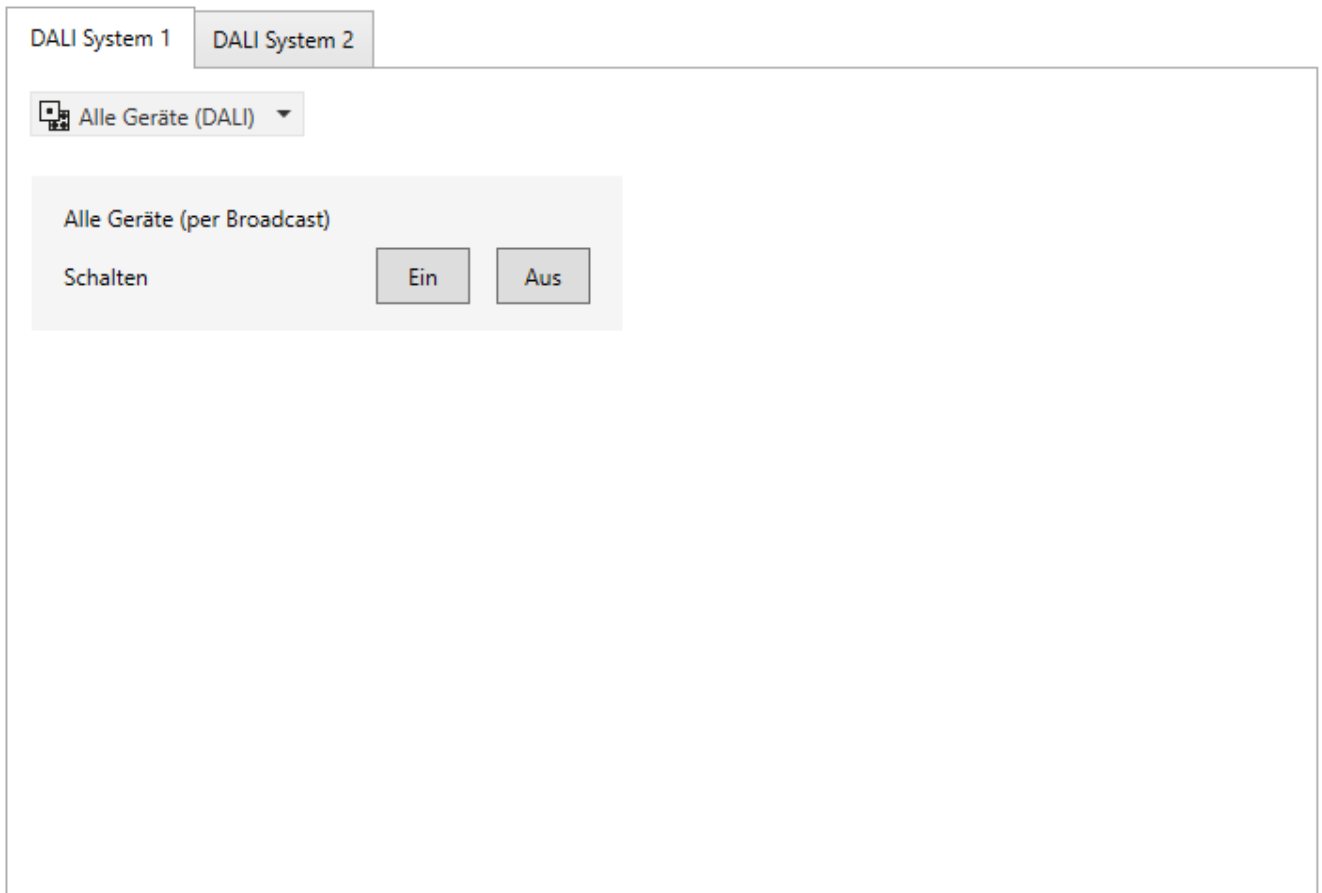 DALI System 1
DALI System 2
Alle Geräte (DALI)
Alle Geräte (per Broadcast)
Schalten
Ein
Aus